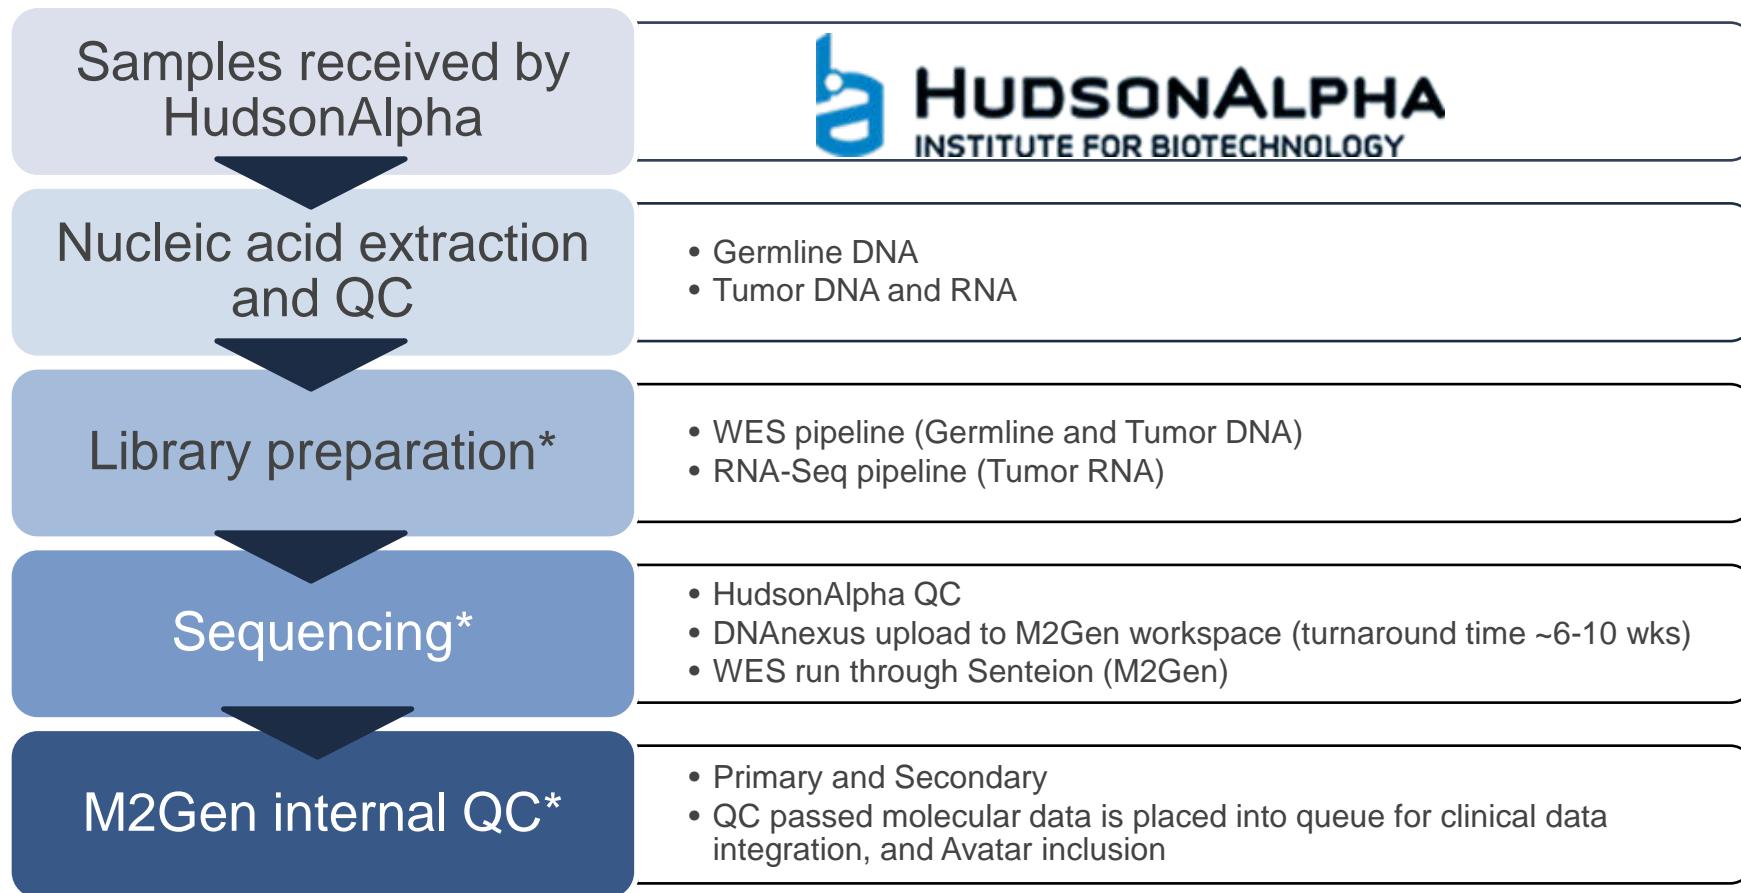 Samples received by
HudsonAlpha
HUDSONALPHA
INSTITUTE FOR BIOTECHNOLOGY
Nucleic acid extraction
and QC
• Germline DNA
• Tumor DNA and RNA
Library preparation*
• WES pipeline (Germline and Tumor DNA)
• RNA-Seq pipeline (Tumor RNA)
Sequencing*
• HudsonAlpha QC
• DNAnexus upload to M2Gen workspace (turnaround time ~6-10 wks)
• WES run through Senteion (M2Gen)
M2Gen internal QC*
• Primary and Secondary
• QC passed molecular data is placed into queue for clinical data
integration, and Avatar inclusion